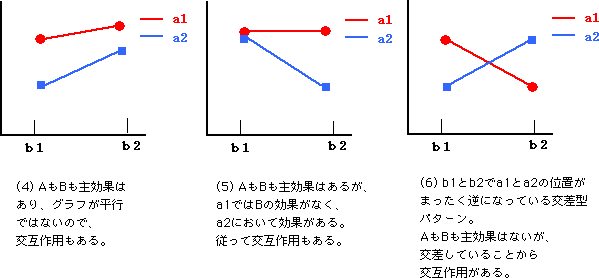 a1
a2
b1
b2
(4) AもBも主効果は
あり、グラフが平行
ではないので、
交互作用もある。
a1
a2
b1
b2
(5) AもBも主効果はあるが、
a1ではBの効果がなく、
a2において効果がある。
従って交互作用もある。
a1
a2
b1
b2
(6) b1とb2でa1とa2の位置が
まったく逆になっている交差型
パターン。
AもBも主効果はないが、
交差していることから
交互作用がある。